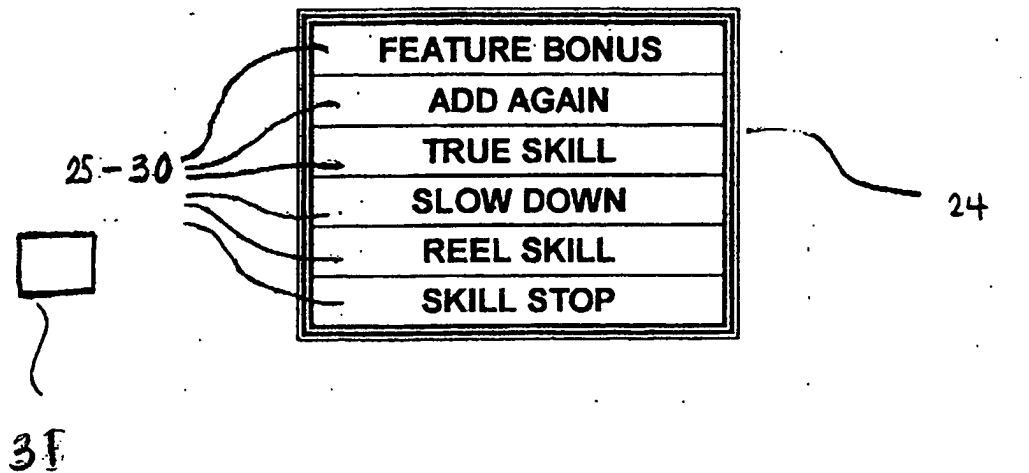 FEATURE BONUS
ADD AGAIN
TRUE SKILL
SLOW DOWN
REEL SKILL
SKILL STOP
25-30
24
31